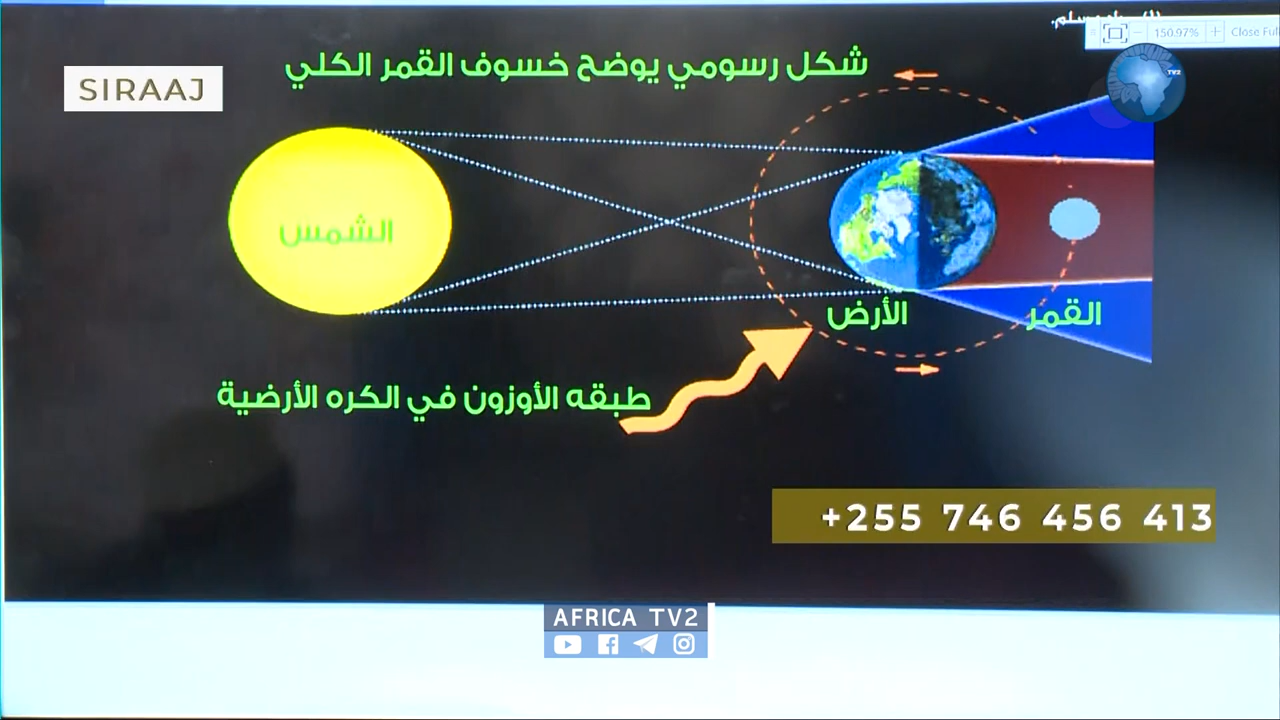 150.97%
Close Full
TV2
شكل رسومي يوضح خسوف القمر الكلي
SIRAAJ
الشمس
الأرض
القمر
طبقه الأوزون في الكره الأرضية
+255 746 456 413
AFRICA TV2